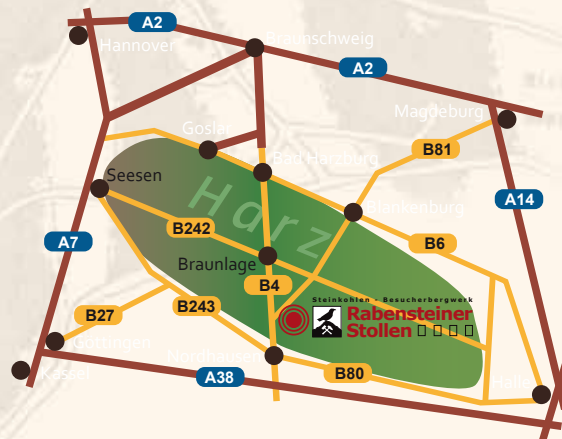 A2
Hannover
Braunschweig
A2
Magdeburg
Goslar
B81
Bad Harzburg
Seesen
Blankenburg
A14
Harz
B242
A7
B6
Braunlage
B4
Steinkohlen - Besucherbergwerk
Rabensteiner
Stollen
B243
B27
Göttingen
Nordhausen
Kassel
A38
B80
Halle